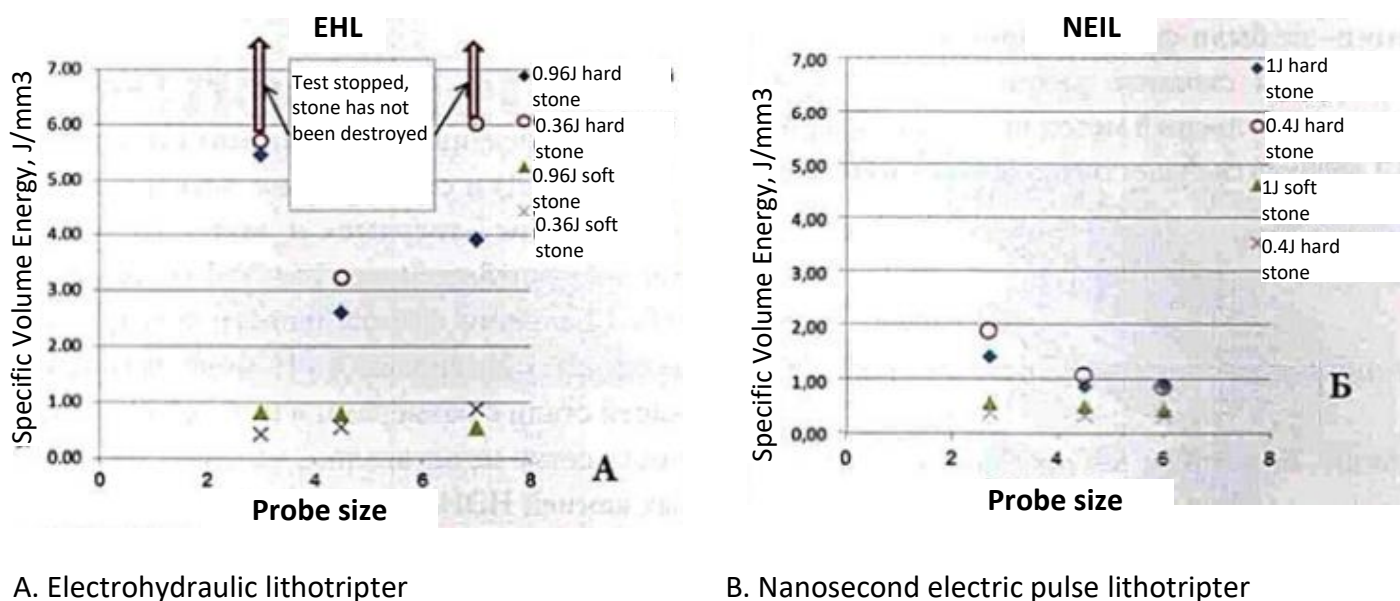 EHL
Specific Volume Energy, J/mm3
7.00
6.00
5.00
4.00
3.00
2.00
1.00
0.00
0
2
4
6
8
Probe size
Test stopped,
stone has not
been destroyed
0.96J hard
stone
0.36J hard
stone
0.96J soft
stone
0.36J soft
stone
А
NEIL
Specific Volume Energy, J/mm3
7,00
6,00
5,00
4,00
3,00
2,00
1,00
0,00
0
2
4
6
8
Probe size
1J hard
stone
0.4J hard
stone
1J soft
stone
0.4J hard
stone
Б
A. Electrohydraulic lithotripter
B. Nanosecond electric pulse lithotripter